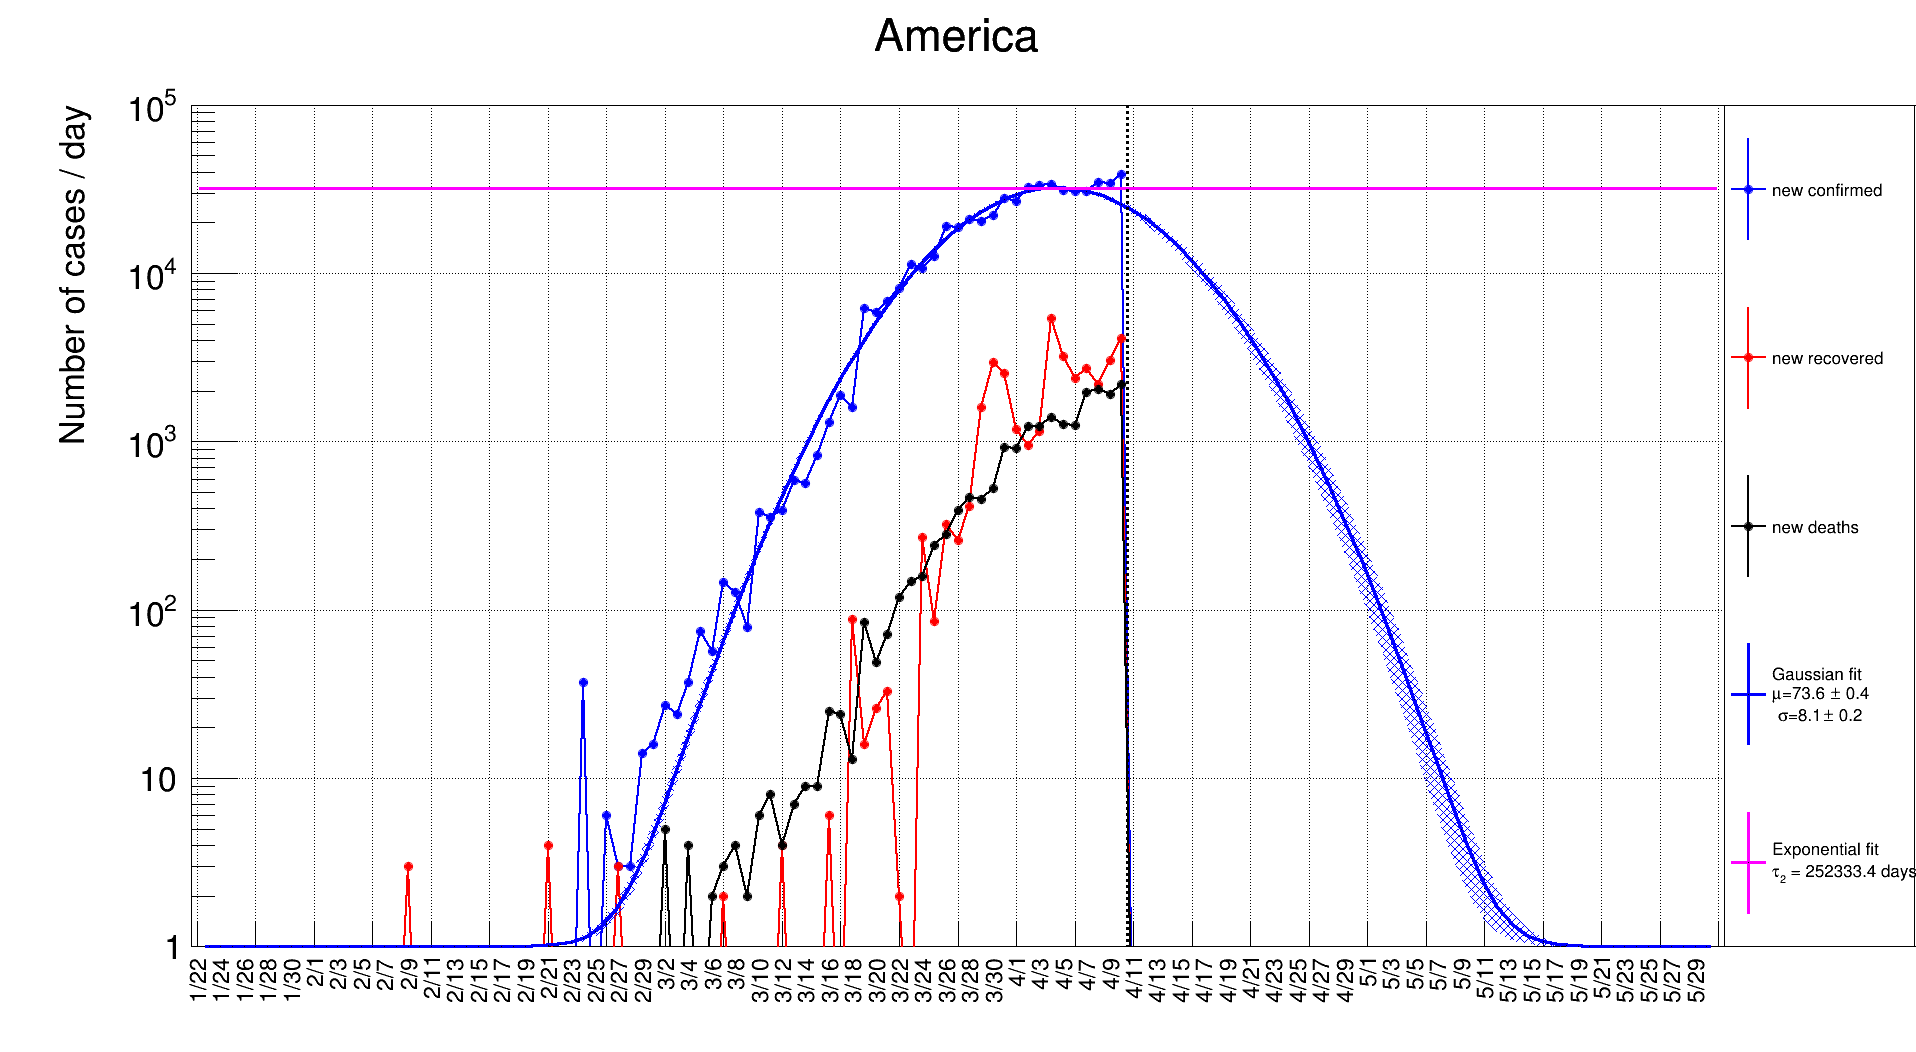 America
Number of cases / day
10^5
10^4
10^3
10^2
10
1
1/22 1/24 1/26 1/28 1/30 2/1 2/3 2/5 2/7 2/9 2/11 2/13 2/15 2/17 2/19 2/21 2/23 2/25 2/27 2/29 3/2 3/4 3/6 3/8 3/10 3/12 3/14 3/16 3/18 3/20 3/22 3/24 3/26 3/28 3/30 4/1 4/3 4/5 4/7 4/9 4/11 4/13 4/15 4/17 4/19 4/21 4/23 4/25 4/27 4/29 5/1 5/3 5/5 5/7 5/9 5/11 5/13 5/15 5/17 5/19 5/21 5/23 5/25 5/27 5/29
new confirmed
new recovered
new deaths
Gaussian fit
μ=73.6 ± 0.4
σ=8.1 ± 0.2
Exponential fit
τ₂ = 252333.4 days